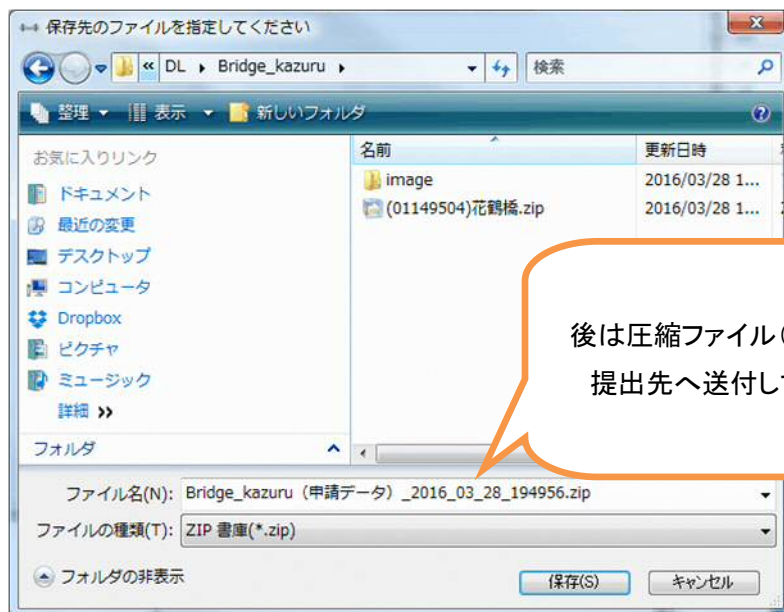 保存先のファイルを指定してください
« DL ▸ Bridge_kazuru ▸
検索
整理 表示 新しいフォルダ
お気に入りリンク
ドキュメント
最近の変更
デスクトップ
コンピュータ
Dropbox
ピクチャ
ミュージック
詳細 »
フォルダ
名前 更新日時
image 2016/03/28 1...
(01149504)花鶴橋.zip 2016/03/28 1...
後は圧縮ファイル(
提出先へ送付し
ファイル名(N): Bridge_kazuru（申請データ）_2016_03_28_194956.zip
ファイルの種類(T): ZIP 書庫(*.zip)
フォルダの非表示
保存(S) キャンセル